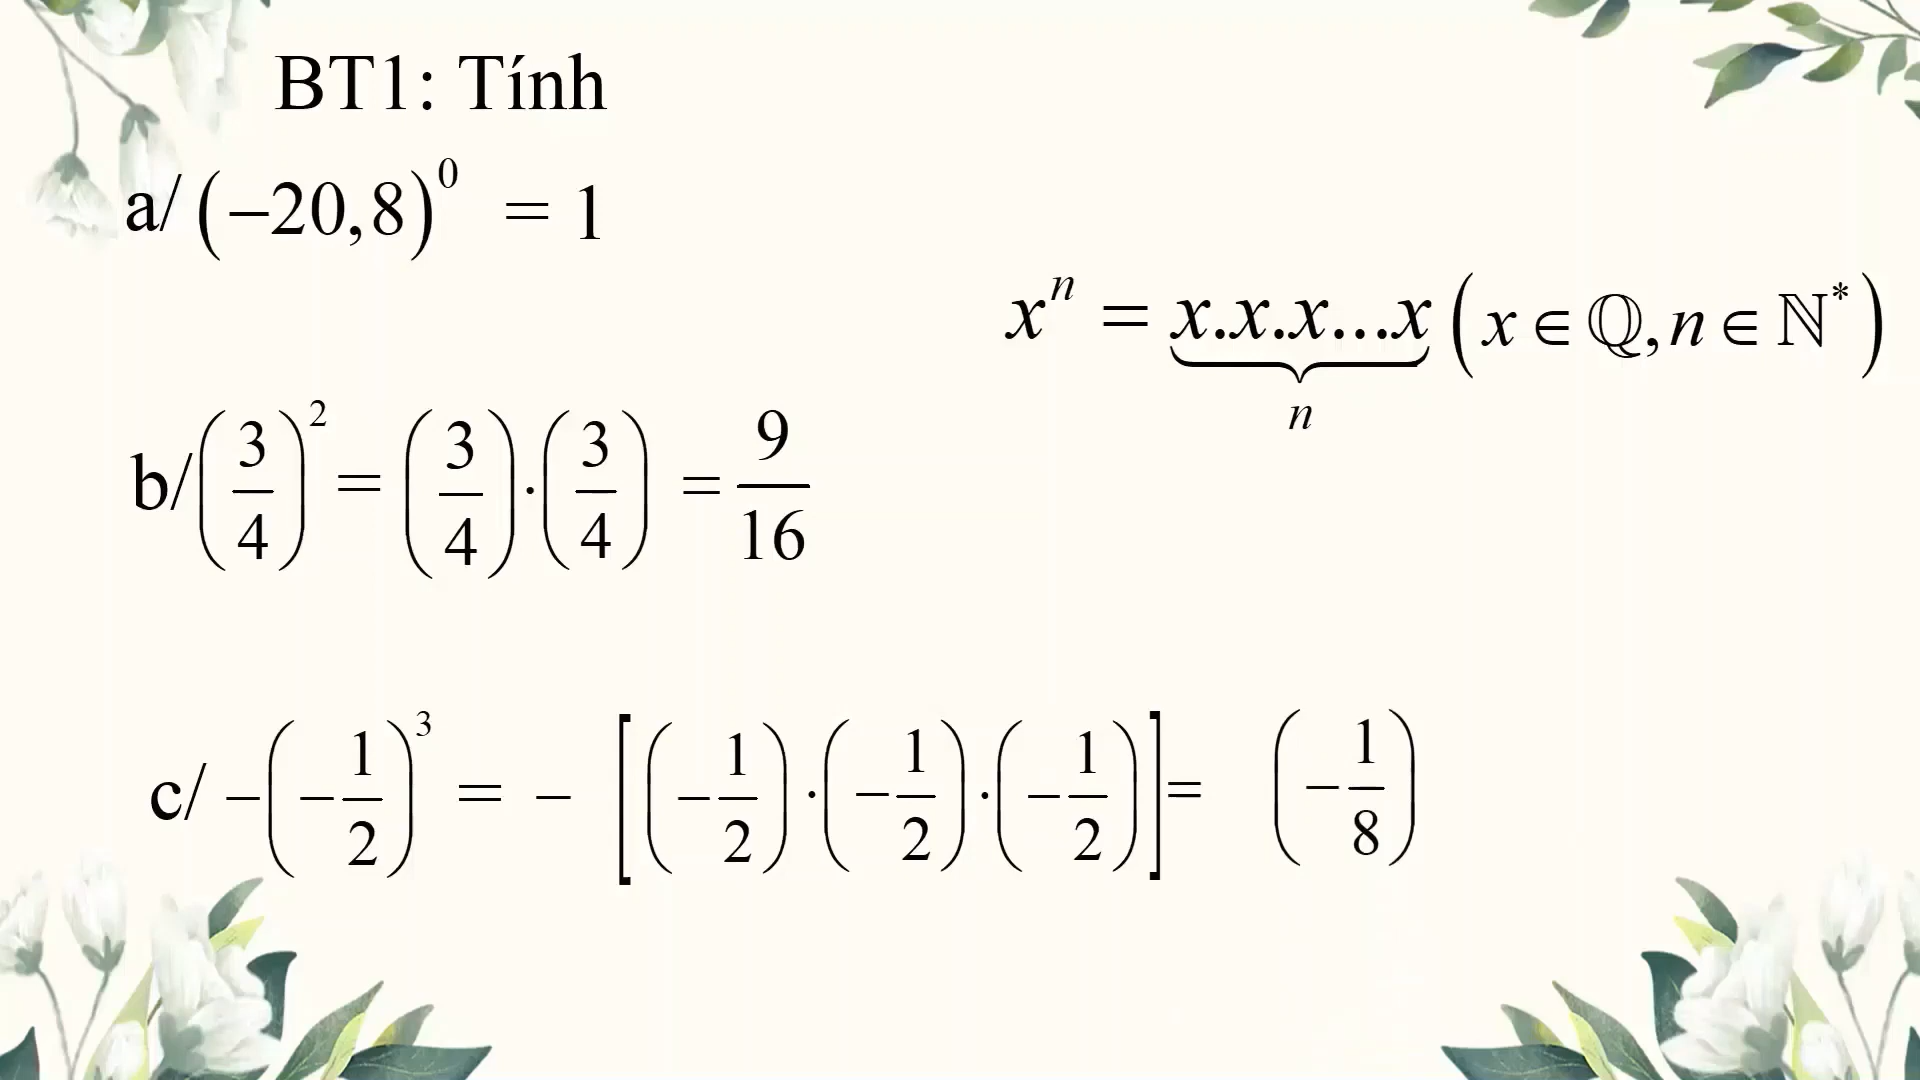 BT1: Tính
a/ (−20,8)⁰ = 1
xⁿ = x.x.x...x (x ∈ ℚ, n ∈ ℕ*)
n
b/ (3/4)² = (3/4)·(3/4) = 9/16
c/ −(−1/2)³ = − [(−1/2)·(−1/2)·(−1/2)] = (−1/8)